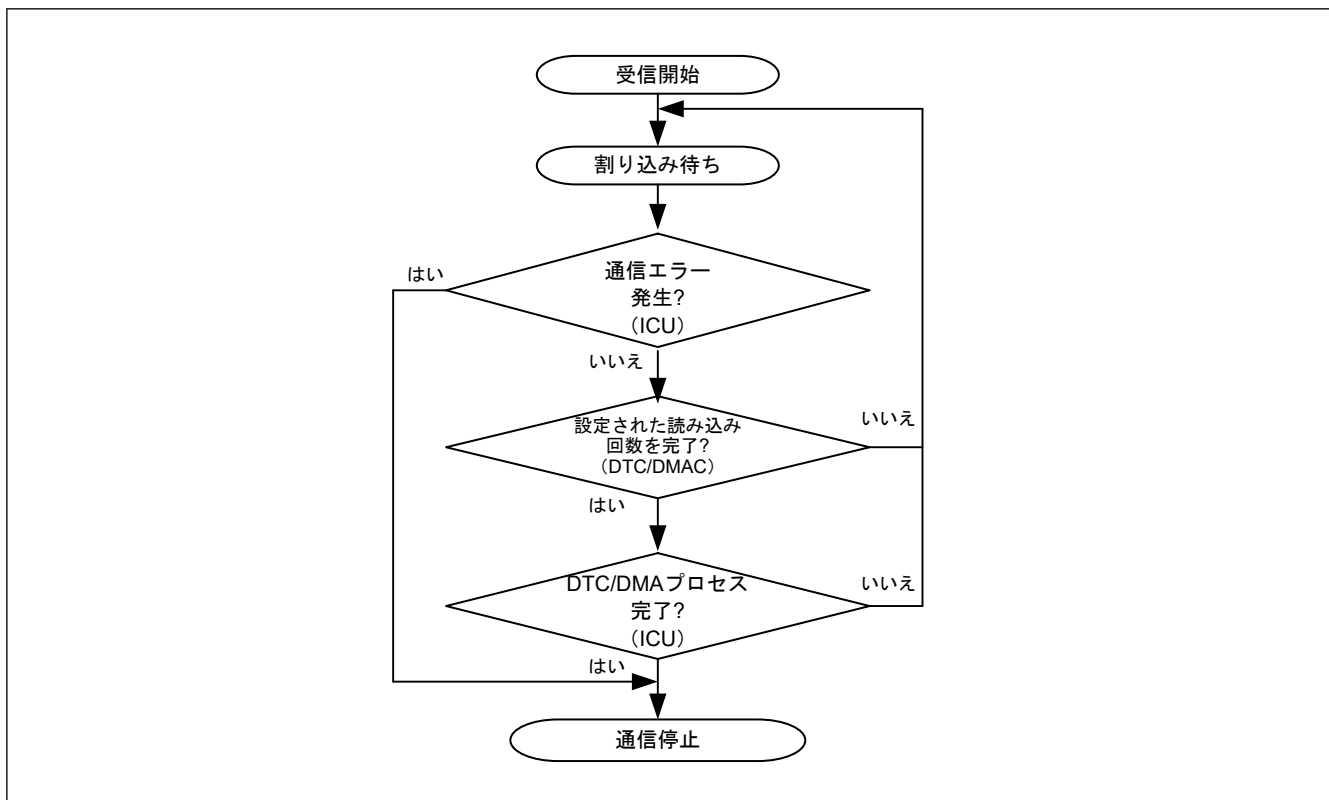 受信開始
割り込み待ち
はい
通信エラー
発生?
（ICU）
いいえ
設定された読み込み
回数を完了?
（DTC/DMAC）
いいえ
はい
DTC/DMAプロセス
完了?
（ICU）
いいえ
はい
通信停止